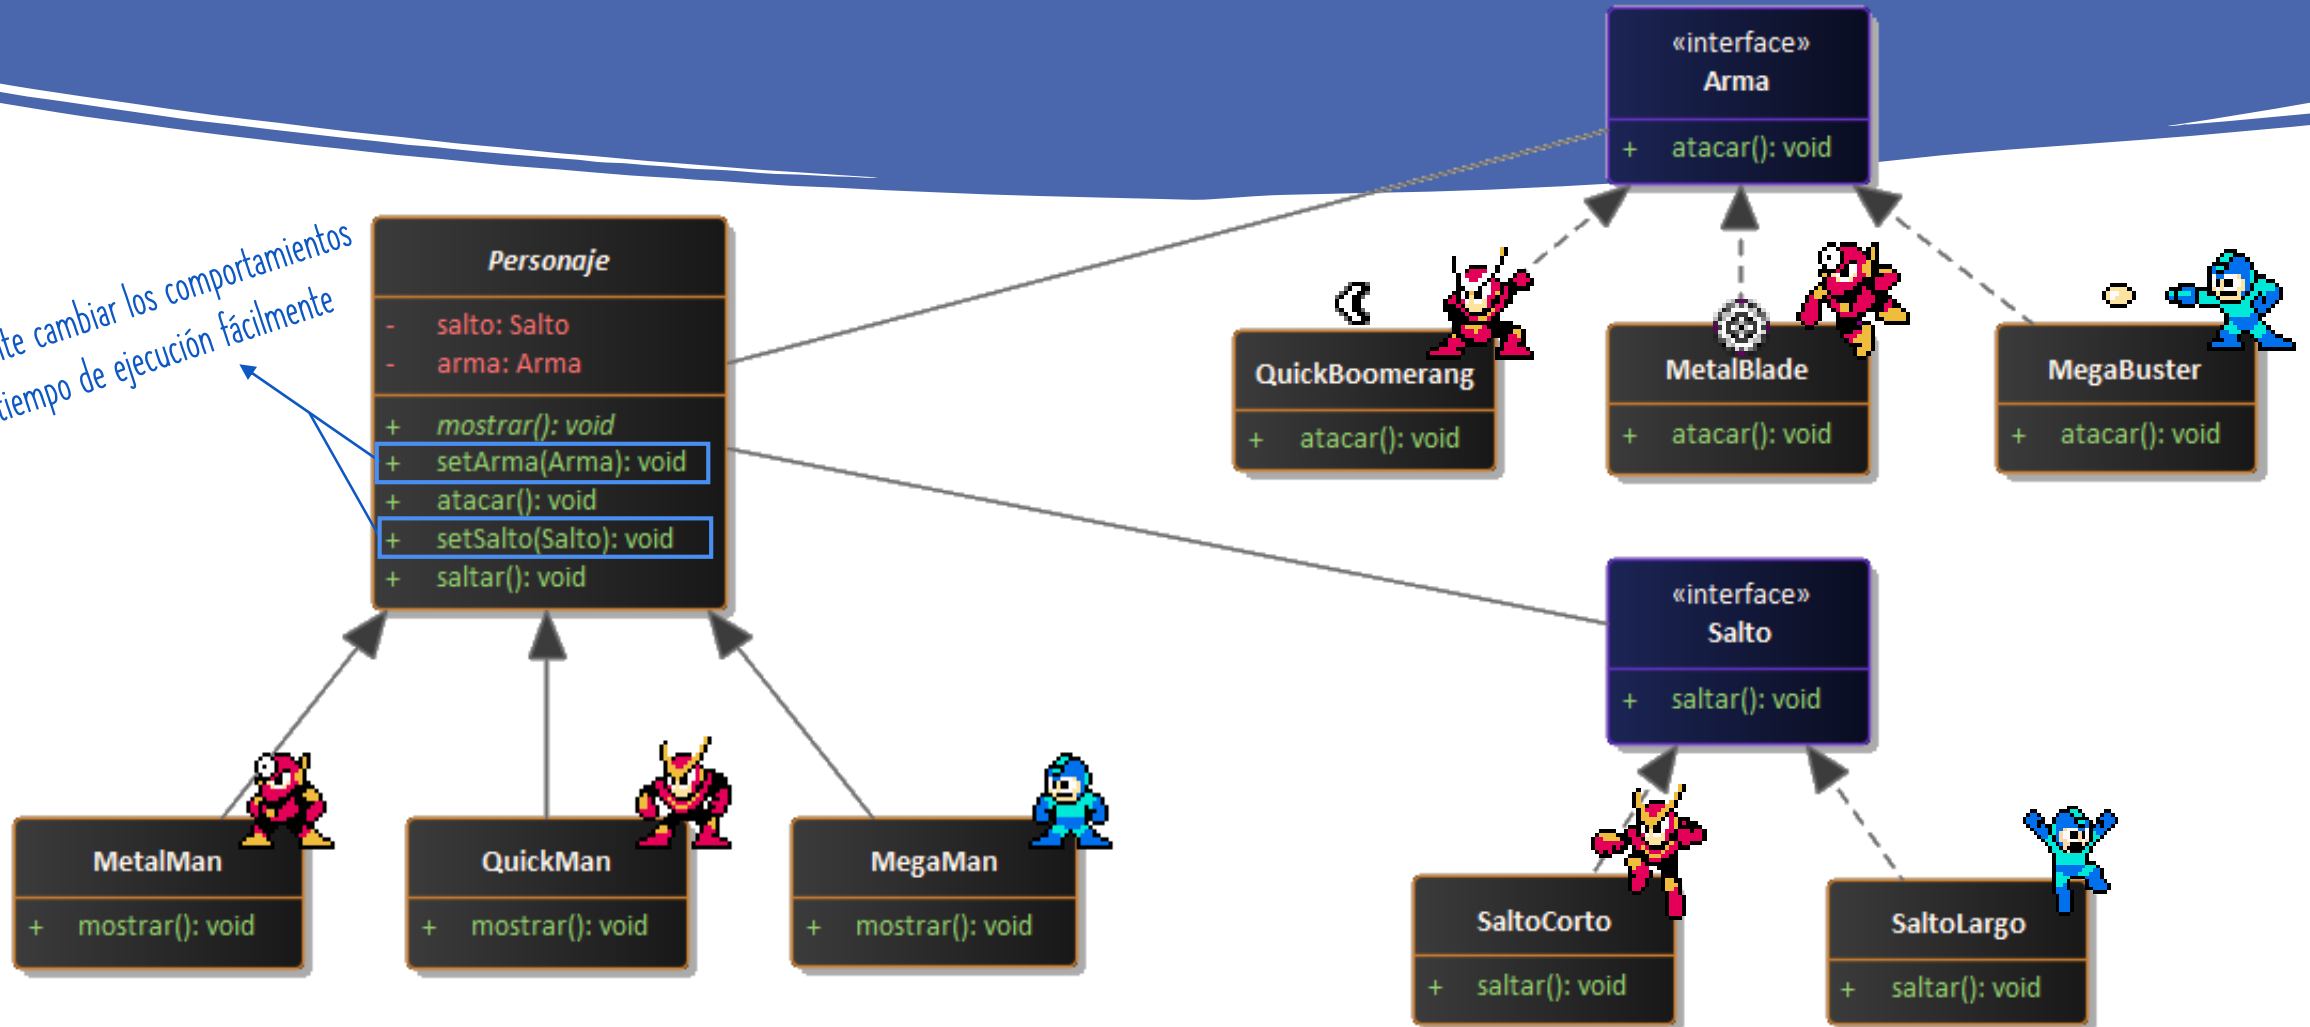 «interface»
Arma
+ atacar(): void
cambiar los comportamientos
tiempo de ejecución fácilmente
Personaje
- salto: Salto
- arma: Arma
+ mostrar(): void
+ setArma(Arma): void
+ atacar(): void
+ setSalto(Salto): void
+ saltar(): void
QuickBoomerang
+ atacar(): void
MetalBlade
+ atacar(): void
MegaBuster
+ atacar(): void
«interface»
Salto
+ saltar(): void
MetalMan
+ mostrar(): void
QuickMan
+ mostrar(): void
MegaMan
+ mostrar(): void
SaltoCorto
+ saltar(): void
SaltoLargo
+ saltar(): void